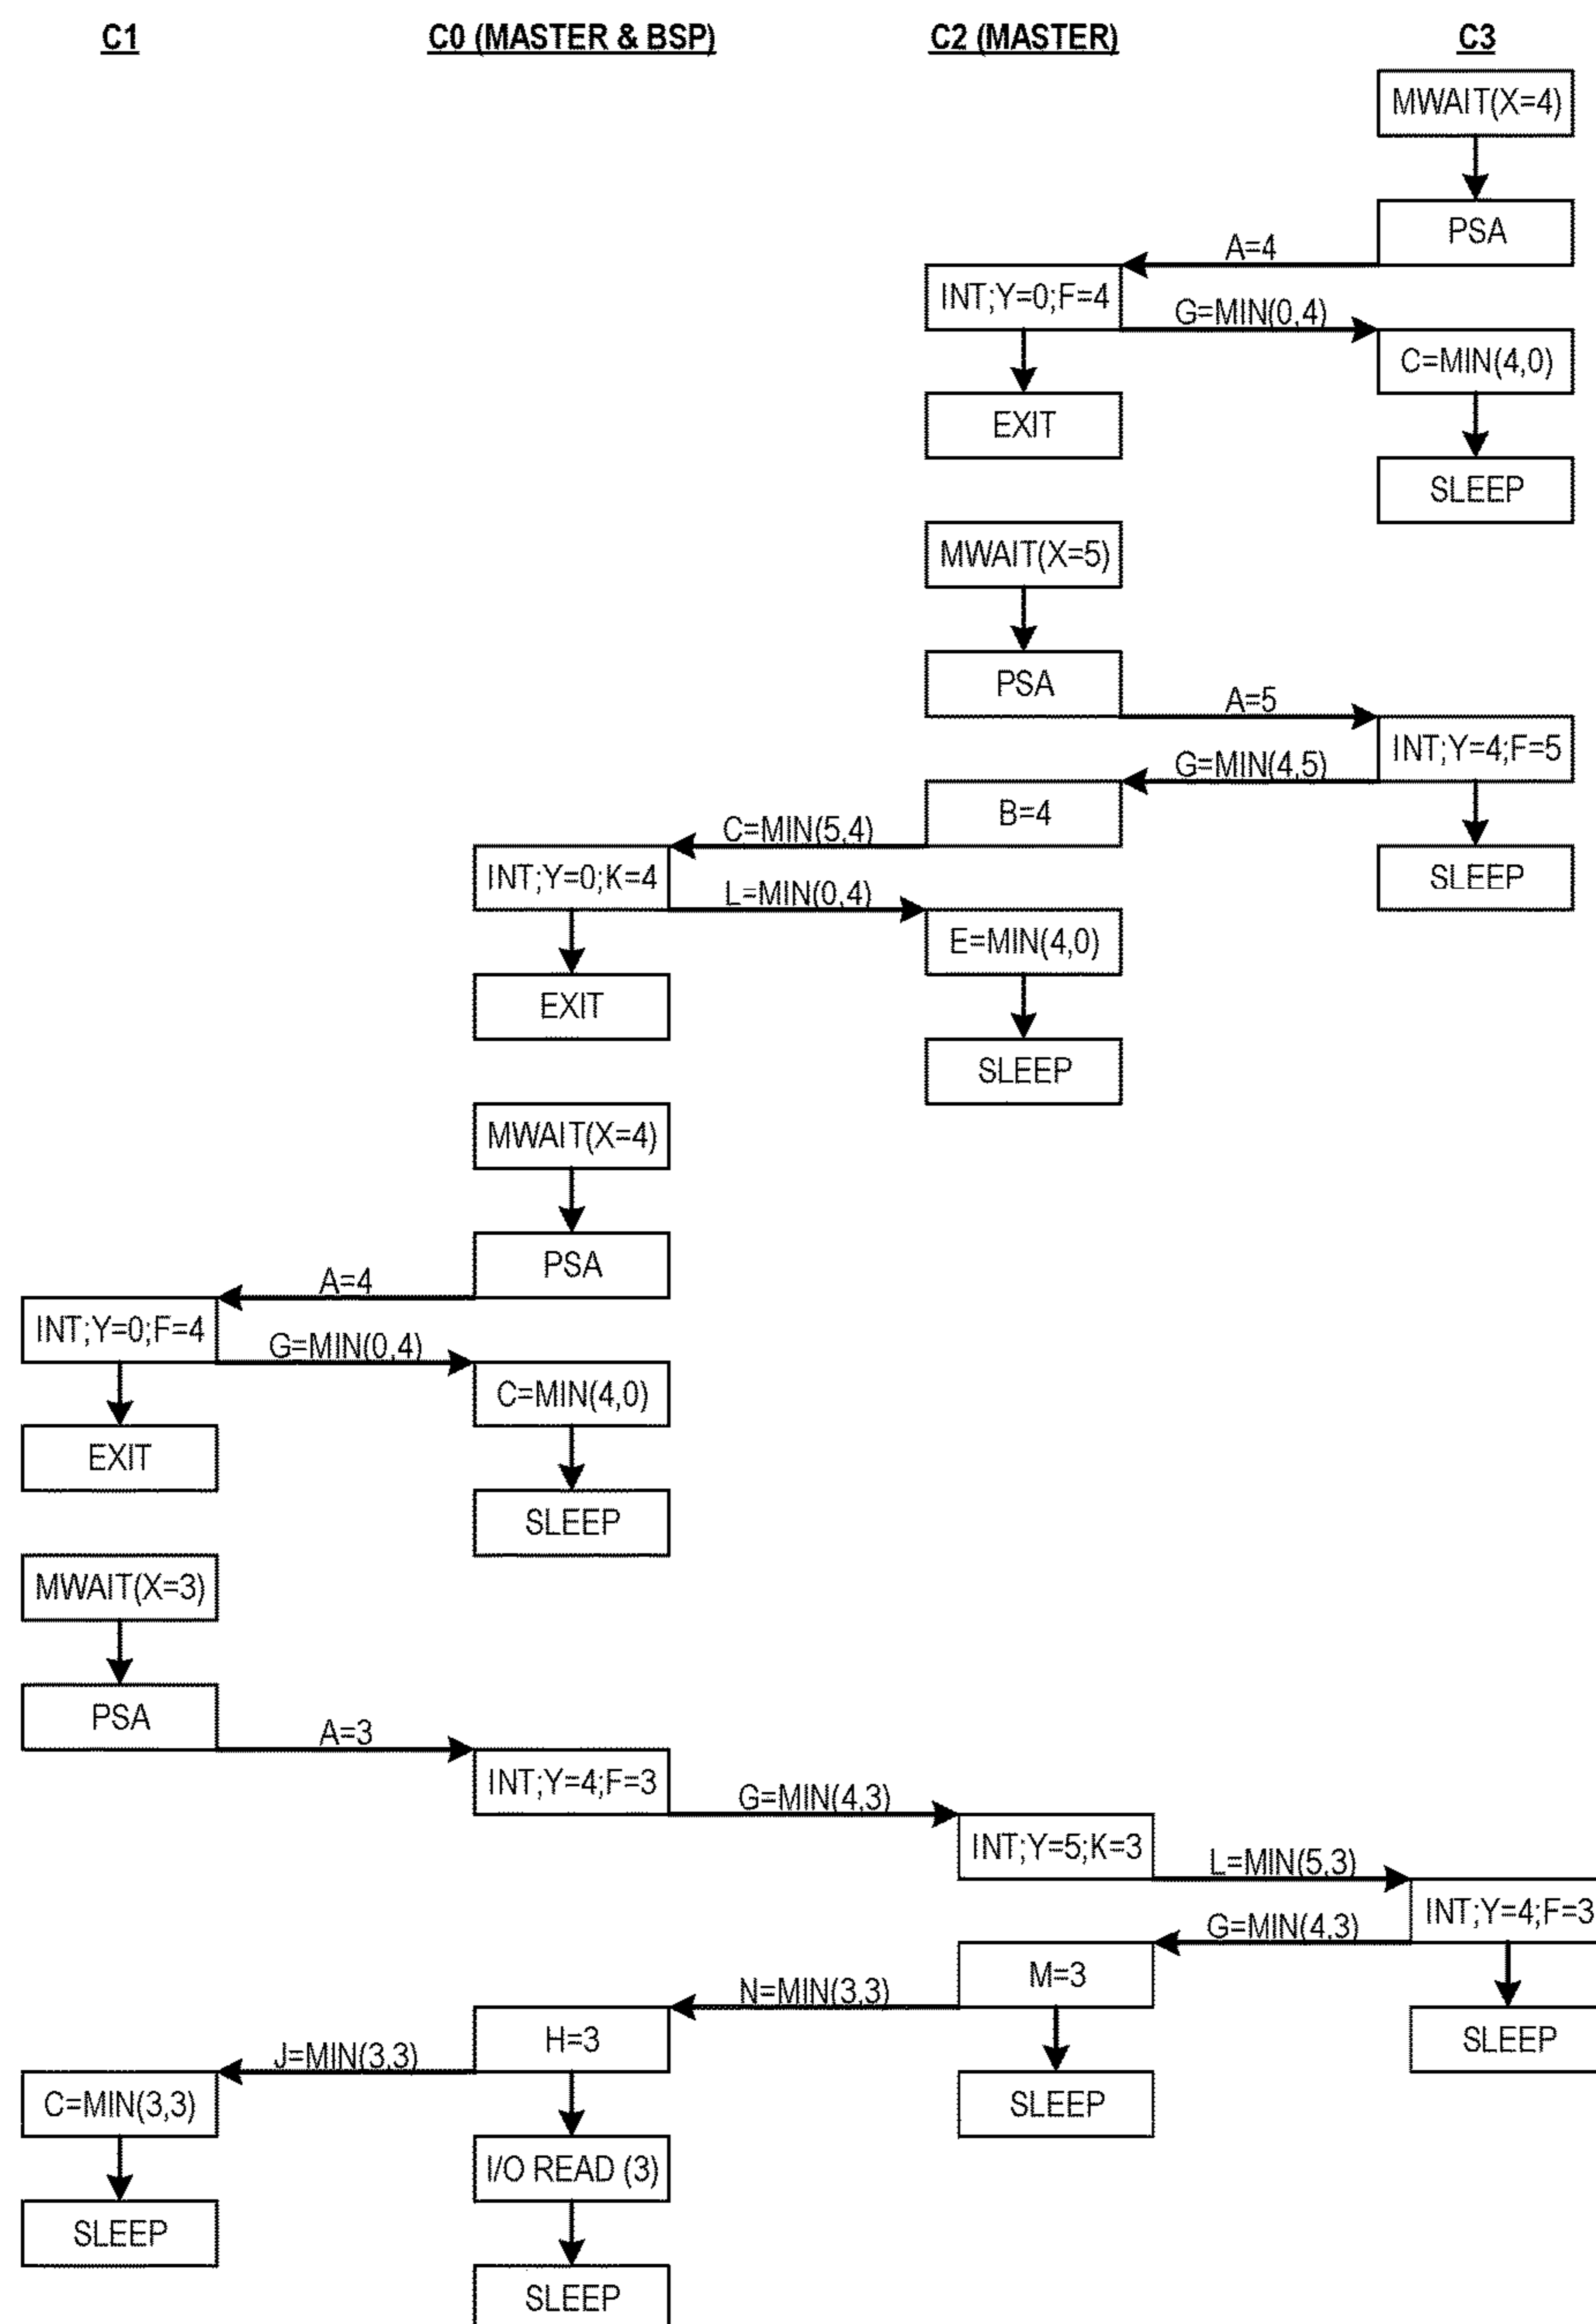 C1
C0 (MASTER & BSP)
C2 (MASTER)
C3
MWAIT(X=4)
PSA
A=4
INT;Y=0;F=4
G=MIN(0,4)
C=MIN(4,0)
EXIT
SLEEP
MWAIT(X=5)
PSA
A=5
INT;Y=4;F=5
G=MIN(4,5)
B=4
C=MIN(5,4)
INT;Y=0;K=4
SLEEP
L=MIN(0,4)
E=MIN(4,0)
EXIT
SLEEP
MWAIT(X=4)
PSA
A=4
INT;Y=0;F=4
G=MIN(0,4)
C=MIN(4,0)
EXIT
SLEEP
MWAIT(X=3)
PSA
A=3
INT;Y=4;F=3
G=MIN(4,3)
INT;Y=5;K=3
L=MIN(5,3)
INT;Y=4;F=3
G=MIN(4,3)
M=3
N=MIN(3,3)
H=3
SLEEP
J=MIN(3,3)
C=MIN(3,3)
SLEEP
I/O READ (3)
SLEEP
SLEEP